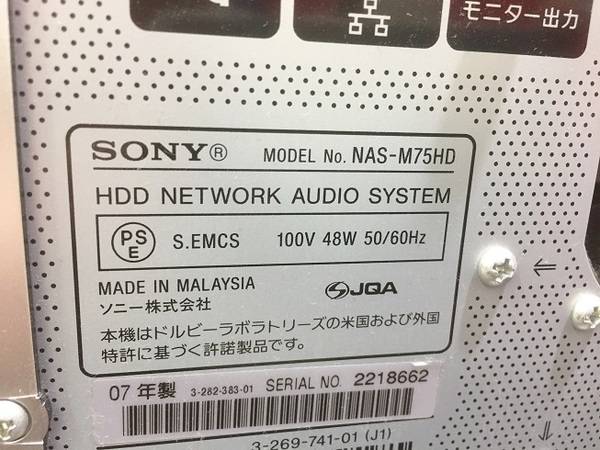 モニター出力
SONY® MODEL No. NAS-M75HD
HDD NETWORK AUDIO SYSTEM
PSE S.EMCS 100V 48W 50/60Hz
MADE IN MALAYSIA
ソニー株式会社
JQA
本機はドルビーラボラトリーズの米国および外国
特許に基づく許諾製品です。
07 年製 3-282-383-01 SERIAL NO. 2218662
3-269-741-01 (J1)